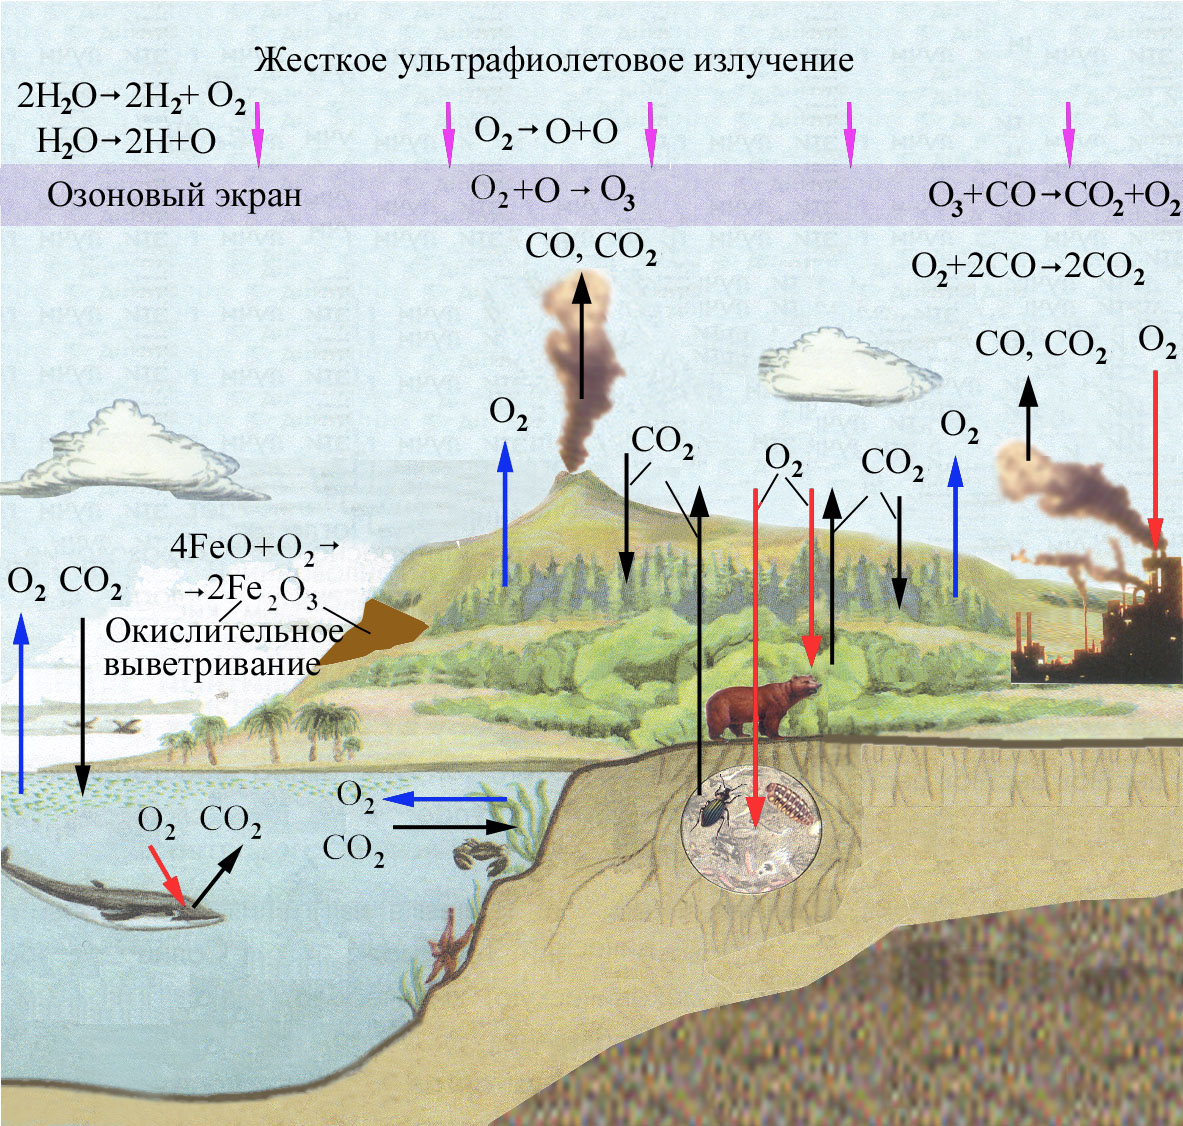 Жесткое ультрафиолетовое излучение
2H₂O→2H₂+ O₂
H₂O→2H+O
O₂→O+O
Озоновый экран
O₂+O → O₃
O₃+CO→CO₂+O₂
CO, CO₂
O₂+2CO→2CO₂
CO, CO₂
O₂
O₂
CO₂
O₂
CO₂
O₂
4FeO+O₂→
→2Fe₂O₃
Окислительное
выветривание
O₂ CO₂
O₂ CO₂
O₂
CO₂